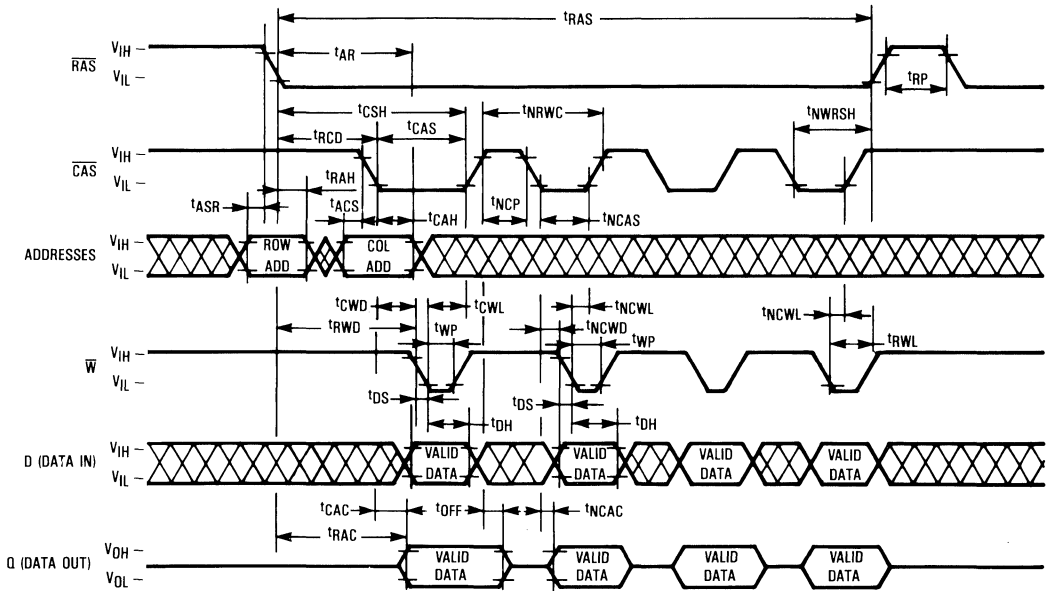 tRAS
VIH
RAS
VIL
tAR
tRP
tCSH
tNRWC
tNWRSH
tRCD
tCAS
VIH
CAS
VIL
tRAH
tASR
tACS
tCAH
tNCP
tNCAS
VIH
ADDRESSES
VIL
ROW ADD
COL ADD
tCWD
tCWL
tNCWL
tNCWL
tRWD
tWP
tNCWD
tWP
tRWL
VIH
W
VIL
tDS
tDH
tDS
tDH
VIH
D (DATA IN)
VIL
VALID DATA
VALID DATA
VALID DATA
VALID DATA
tCAC
tOFF
tNCAC
tRAC
VOH
Q (DATA OUT)
VOL
VALID DATA
VALID DATA
VALID DATA
VALID DATA